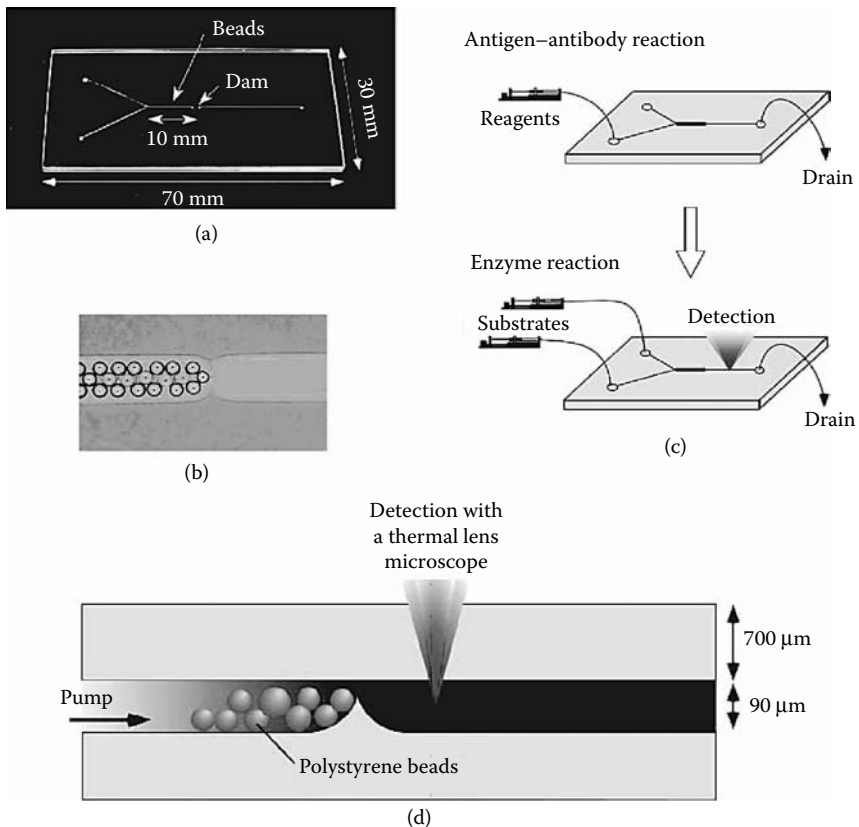 Beads
Dam
10 mm
30 mm
70 mm
(a)
(b)
Antigen–antibody reaction
Reagents
Drain
Enzyme reaction
Substrates
Detection
Drain
(c)
Detection with
a thermal lens
microscope
700 μm
Pump
90 μm
Polystyrene beads
(d)